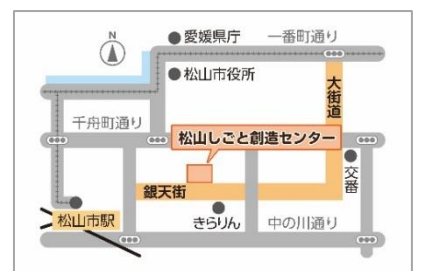 N
愛媛県庁
一番町通り
松山市役所
大街道
千舟町通り
松山しごと創造センター
交番
銀天街
松山市駅
きらりん
中の川通り